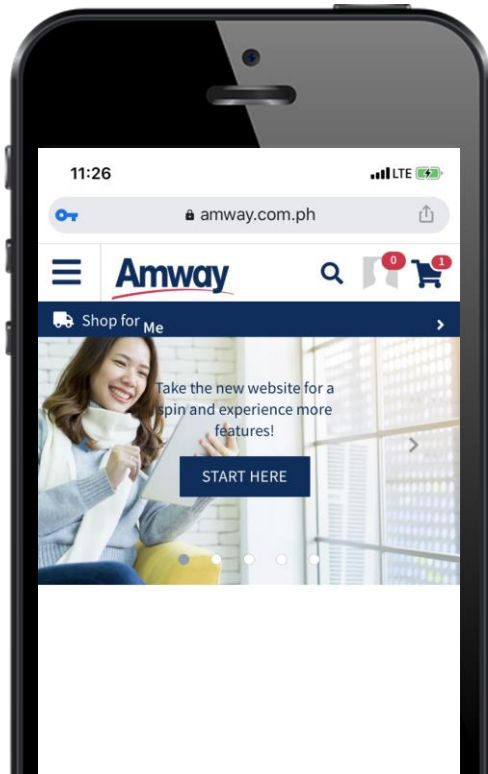 11:26 LTE
amway.com.ph
Amway 0 1
Shop for Me
Take the new website for a
spin and experience more
features!
START HERE